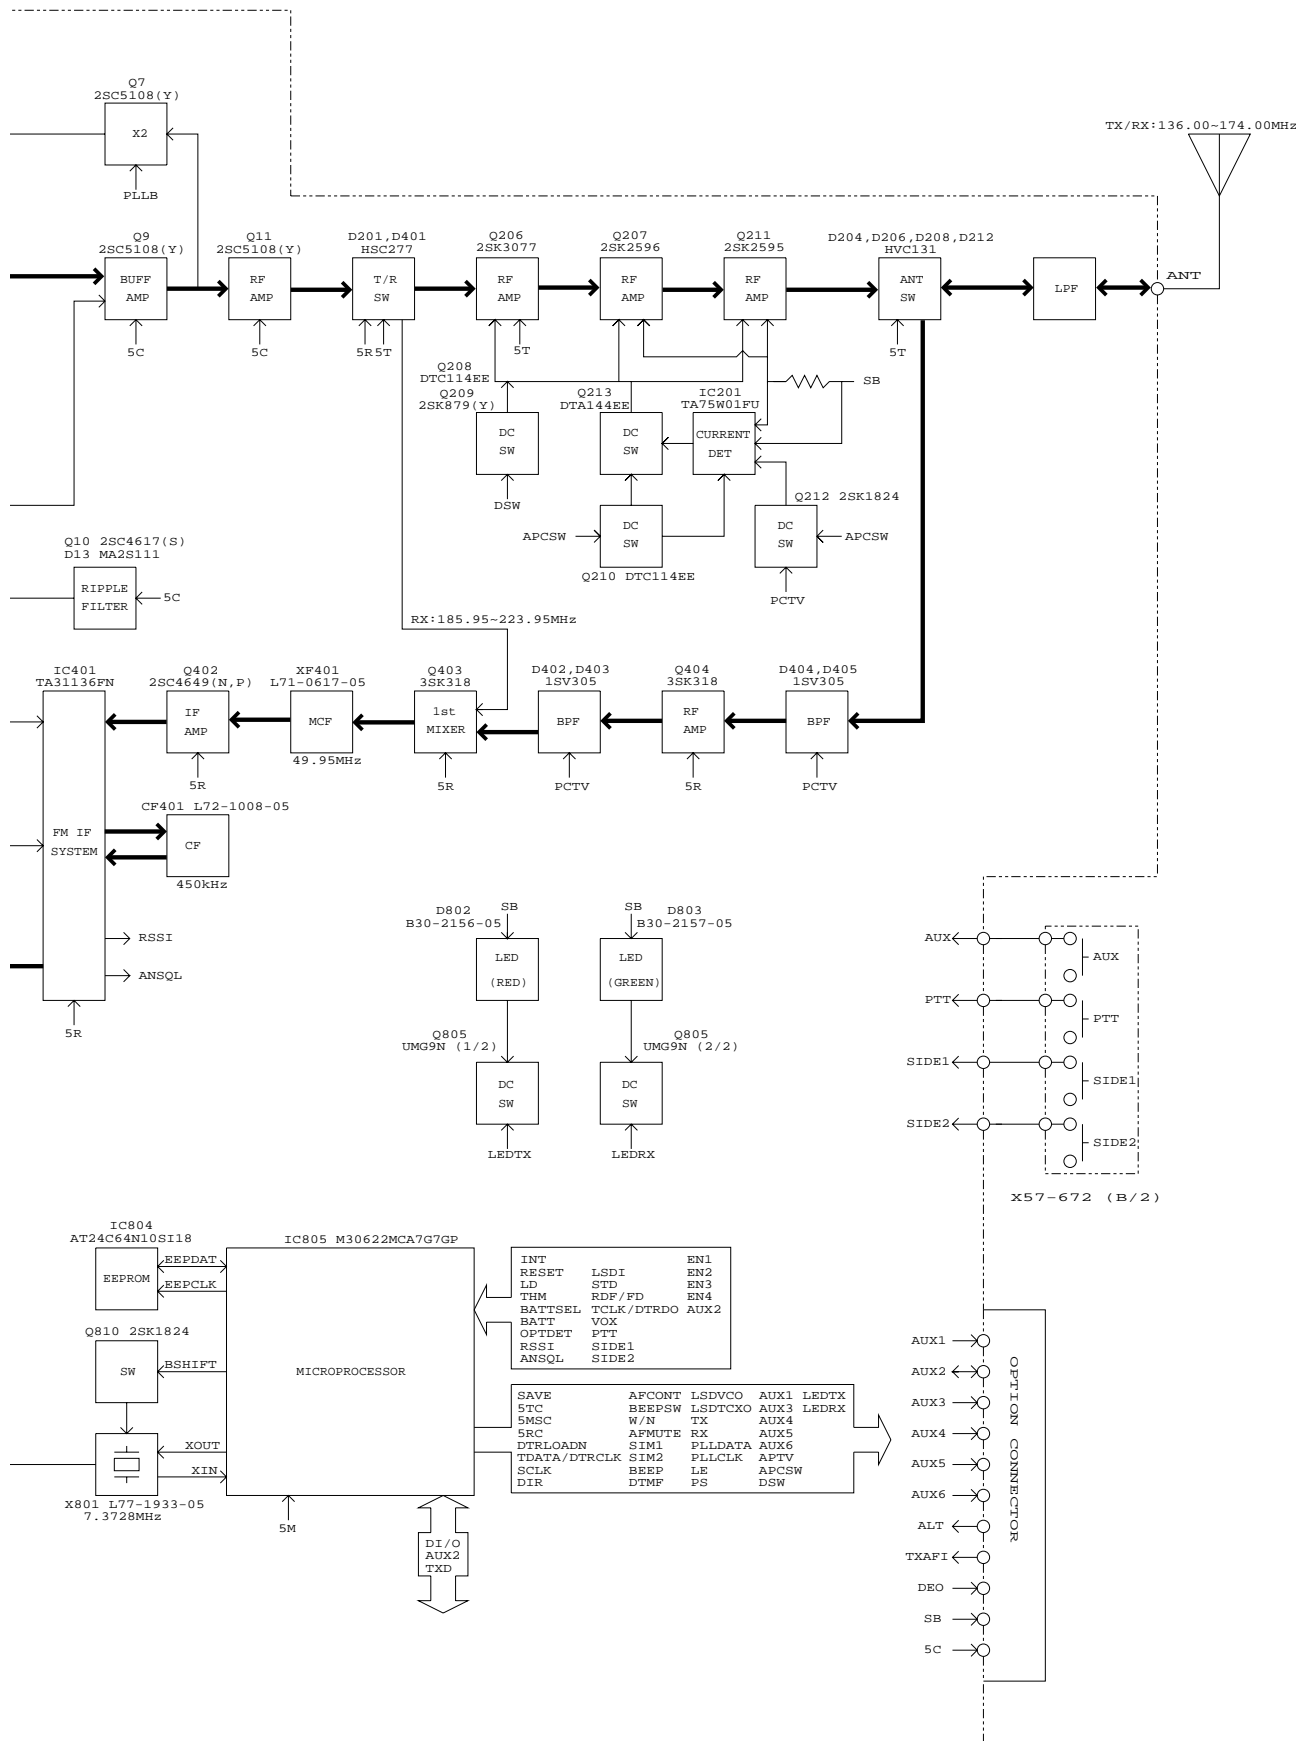 Q7
2SC5108(Y)
X2
PLLB
TX/RX:136.00~174.00MHz
ANT
Q9
2SC5108(Y)
BUFF
AMP
5C
Q11
2SC5108(Y)
RF
AMP
5C
D201,D401
HSC277
T/R
SW
5R 5T
Q206
2SK3077
RF
AMP
5T
Q207
2SK2596
RF
AMP
Q211
2SK2595
RF
AMP
D204,D206,D208,D212
HVC131
ANT
SW
5T
LPF
Q208
DTC114EE
Q209
2SK879(Y)
DC
SW
DSW
Q213
DTA144EE
DC
SW
IC201
TA75W01FU
CURRENT
DET
SB
APCSW
DC
SW
Q210 DTC114EE
Q212 2SK1824
DC
SW
APCSW
PCTV
Q10 2SC4617(S)
D13 MA2S111
RIPPLE
FILTER
5C
RX:185.95~223.95MHz
IC401
TA31136FN
FM IF
SYSTEM
5R
Q402
2SC4649(N,P)
IF
AMP
5R
XF401
L71-0617-05
MCF
49.95MHz
Q403
3SK318
1st
MIXER
5R
D402,D403
1SV305
BPF
PCTV
Q404
3SK318
RF
AMP
5R
D404,D405
1SV305
BPF
PCTV
CF401 L72-1008-05
CF
450kHz
RSSI
ANSQL
D802
B30-2156-05
SB
LED
(RED)
Q805
UMG9N (1/2)
DC
SW
LEDTX
SB
D803
B30-2157-05
LED
(GREEN)
Q805
UMG9N (2/2)
DC
SW
LEDRX
AUX
AUX
PTT
PTT
SIDE1
SIDE1
SIDE2
SIDE2
X57-672 (B/2)
IC804
AT24C64N10SI18
EEPROM
EEPDAT
EEPCLK
Q810 2SK1824
SW
BSHIFT
XOUT
XIN
X801 L77-1933-05
7.3728MHz
IC805 M30622MCA7G7GP
MICROPROCESSOR
5M
INT EN1
RESET LSDI EN2
LD STD EN3
THM RDF/FD EN4
BATTSEL TCLK/DTRDO AUX2
BATT VOX
OPTDET PTT
RSSI SIDE1
ANSQL SIDE2
SAVE AFCONT LSDVCO AUX1 LEDTX
5TC BEEPSW LSDTCXO AUX3 LEDRX
5MSC W/N TX AUX4
5RC AFMUTE RX AUX5
DTRLOADN SIM1 PLLDATA AUX6
TDATA/DTRCLK SIM2 PLLCLK APTV
SCLK BEEP LE APCSW
DIR DTMF PS DSW
DI/O
AUX2
TXD
AUX1
AUX2
AUX3
AUX4
AUX5
AUX6
ALT
TXAFI
DEO
SB
5C
OPTION CONNECTOR